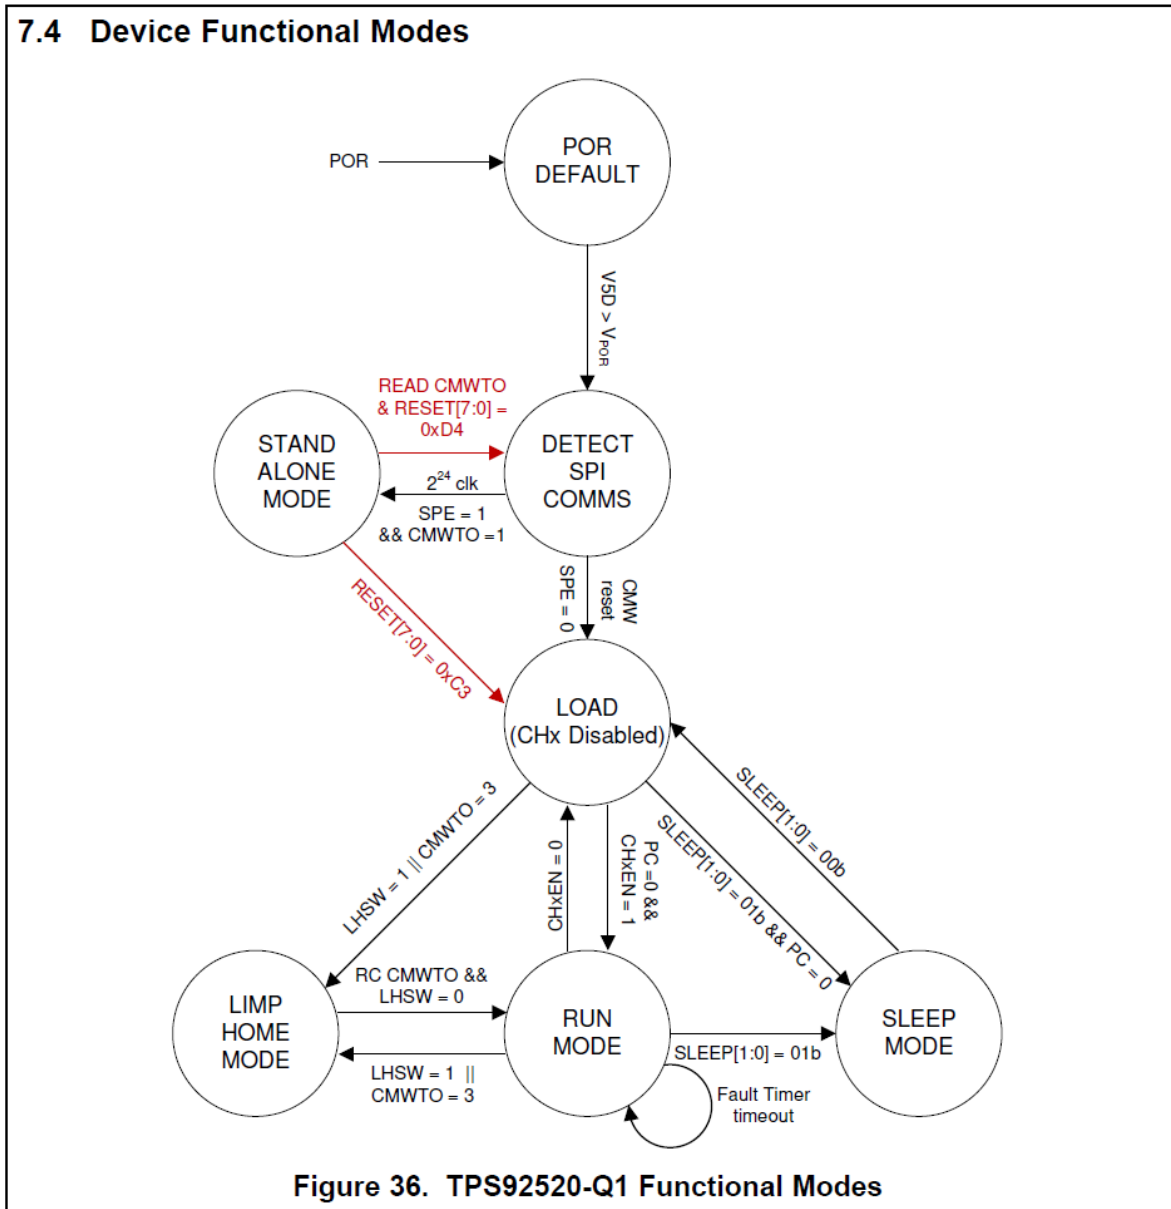 7.4 Device Functional Modes
POR
POR
DEFAULT
V5D > VPOR
READ CMWTO
& RESET[7:0] =
0xD4
STAND
ALONE
MODE
DETECT
SPI
COMMS
2^24 clk
SPE = 1
&& CMWTO =1
SPE = 0
CMW
reset
RESET[7:0] = 0xC3
LOAD
(CHx Disabled)
LHSW = 1 || CMWTO = 3
CHxEN = 0
PC =0 &&
CHxEN = 1
SLEEP[1:0] = 01b && PC = 0
SLEEP[1:0] = 00b
LIMP
HOME
MODE
RC CMWTO &&
LHSW = 0
LHSW = 1 ||
CMWTO = 3
RUN
MODE
SLEEP[1:0] = 01b
SLEEP
MODE
Fault Timer
timeout
Figure 36. TPS92520-Q1 Functional Modes